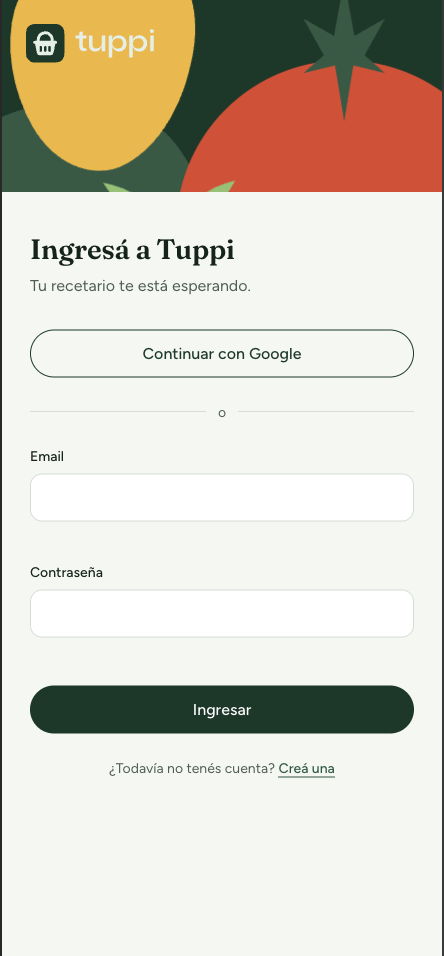 tuppi
Ingresá a Tuppi
Tu recetario te está esperando.
Continuar con Google
o
Email
Contraseña
Ingresar
¿Todavía no tenés cuenta? Creá una